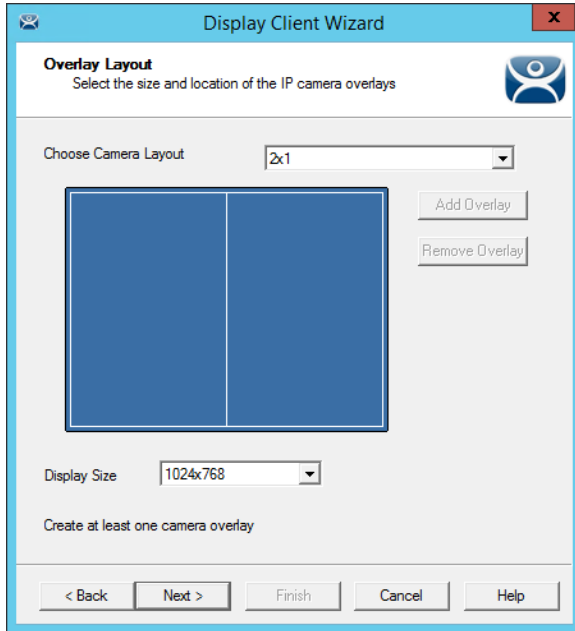 Display Client Wizard
x
Overlay Layout
Select the size and location of the IP camera overlays
Choose Camera Layout
2x1
Add Overlay
Remove Overlay
Display Size
1024x768
Create at least one camera overlay
< Back
Next >
Finish
Cancel
Help